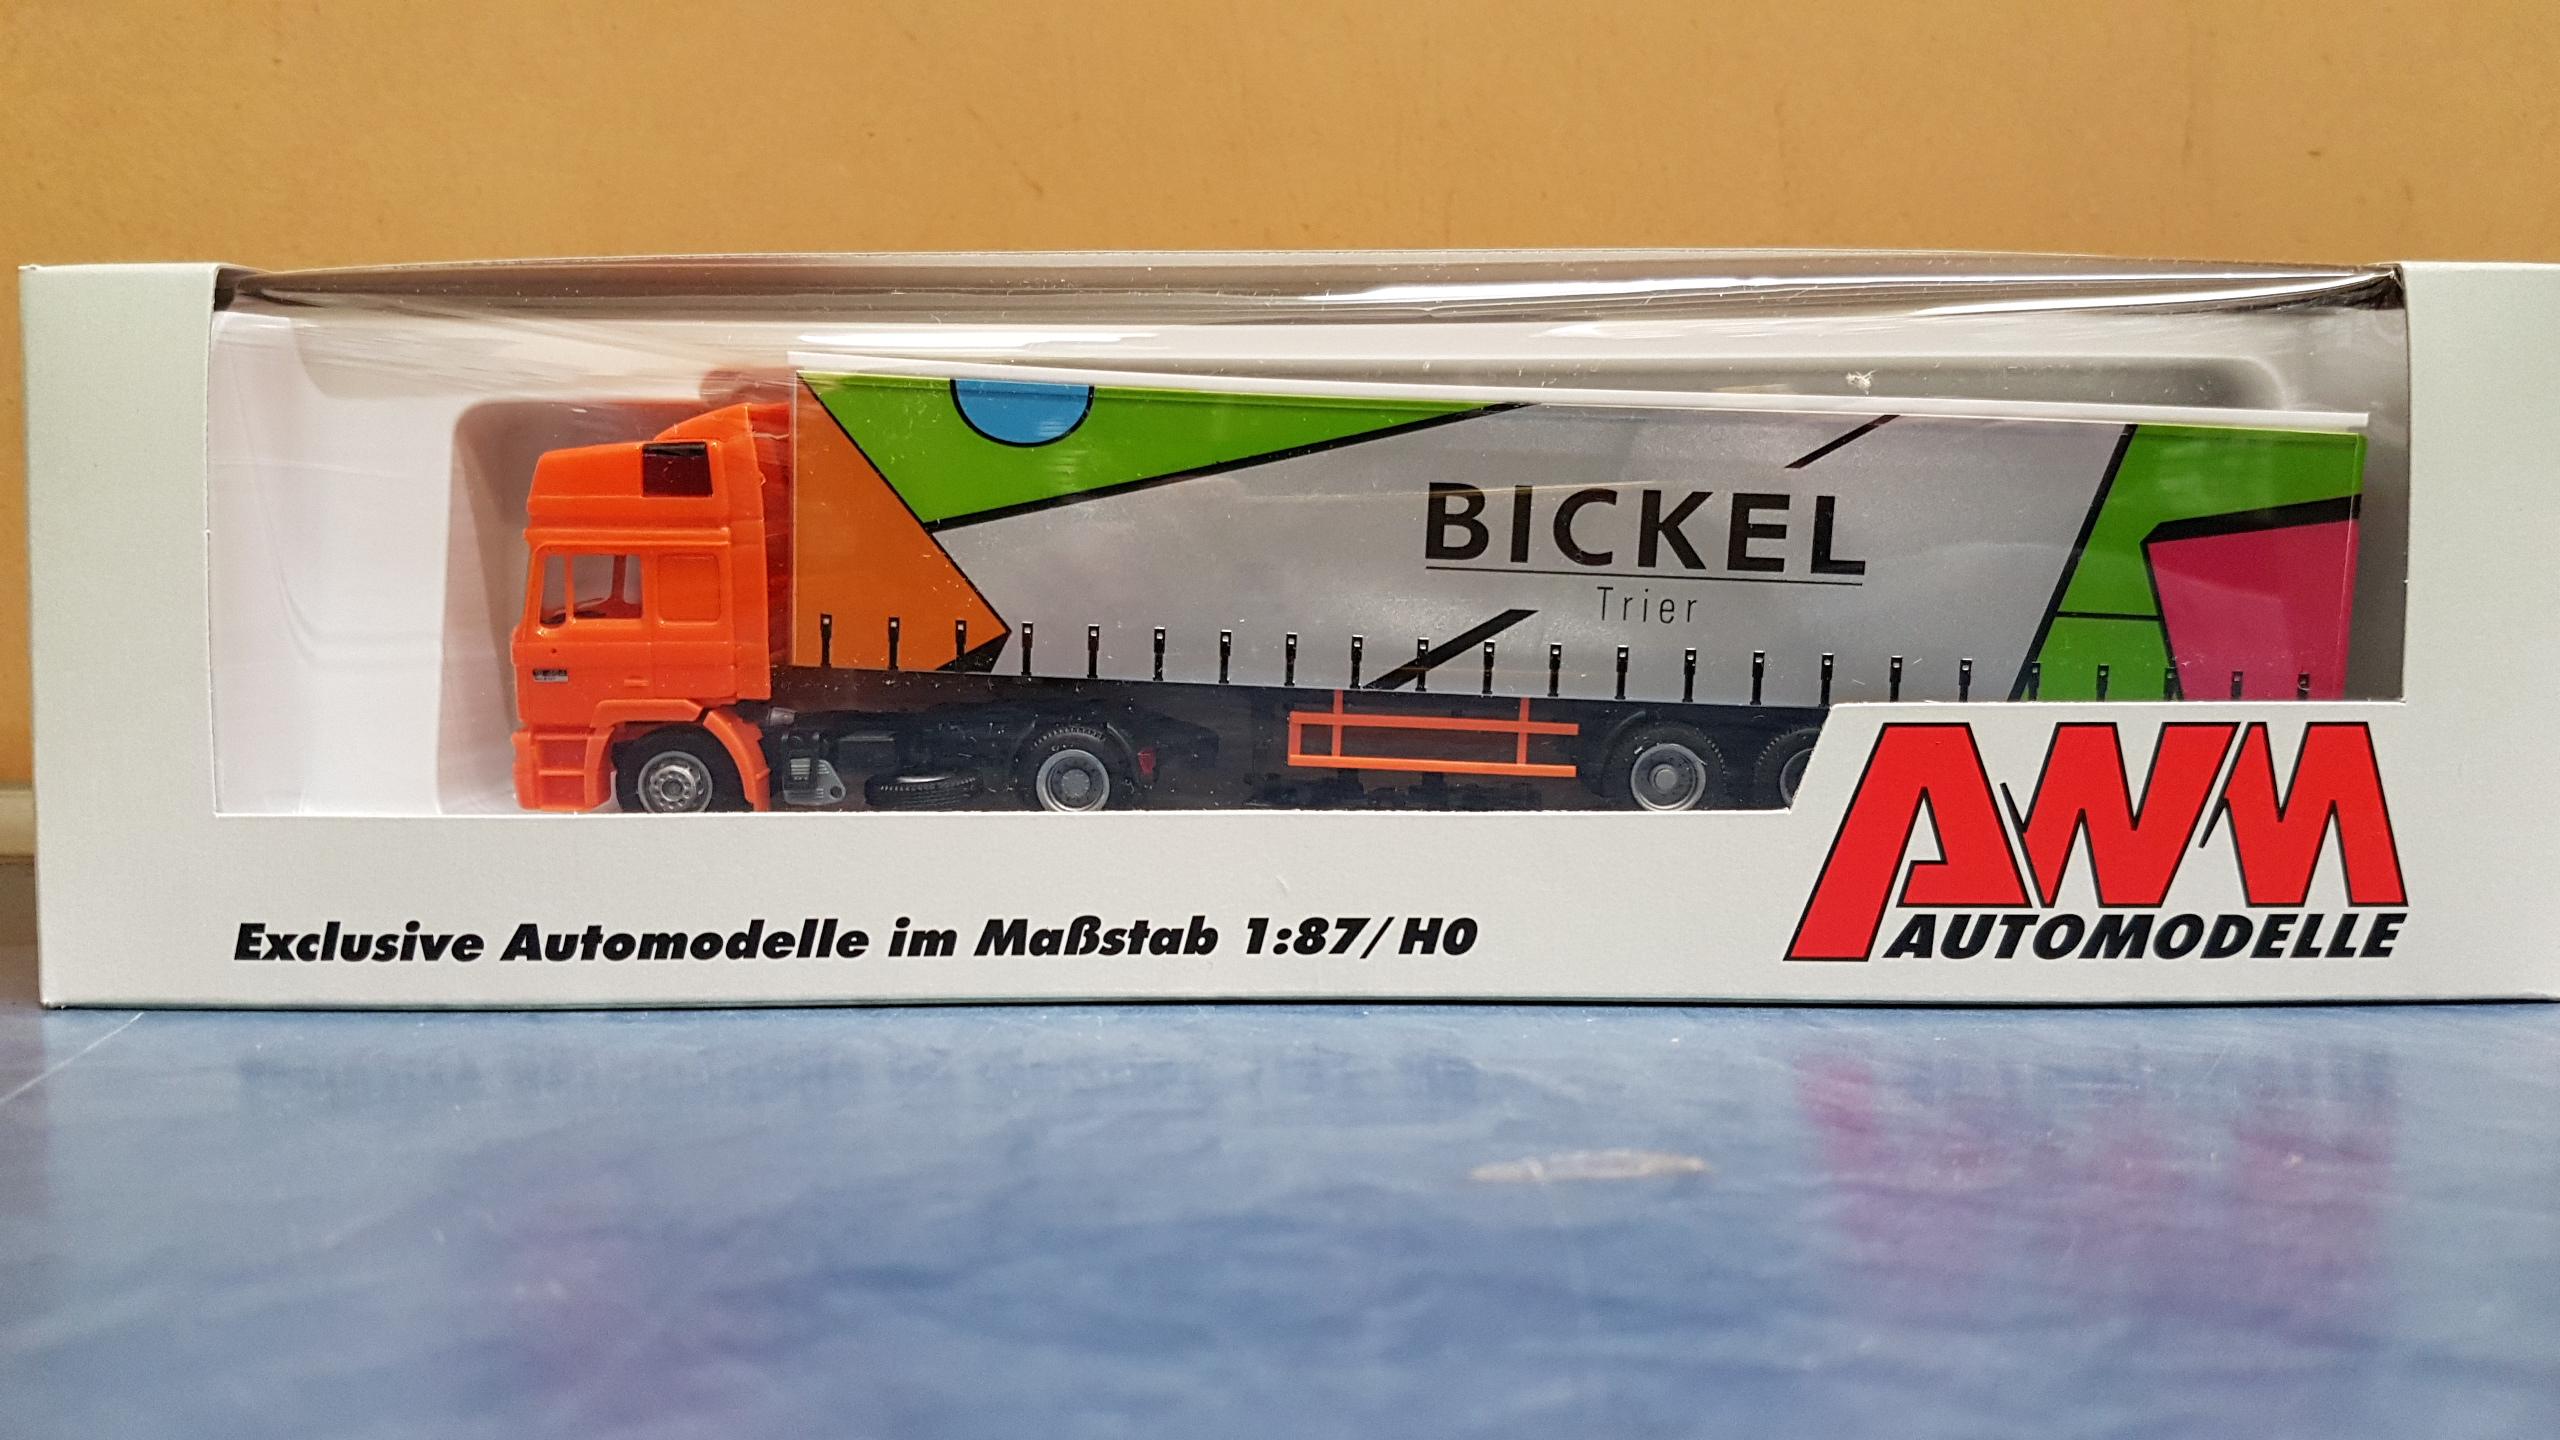 BICKEL
Trier
AWM
AUTOMODELLE
Exclusive Automodelle im Maßstab 1:87/H0